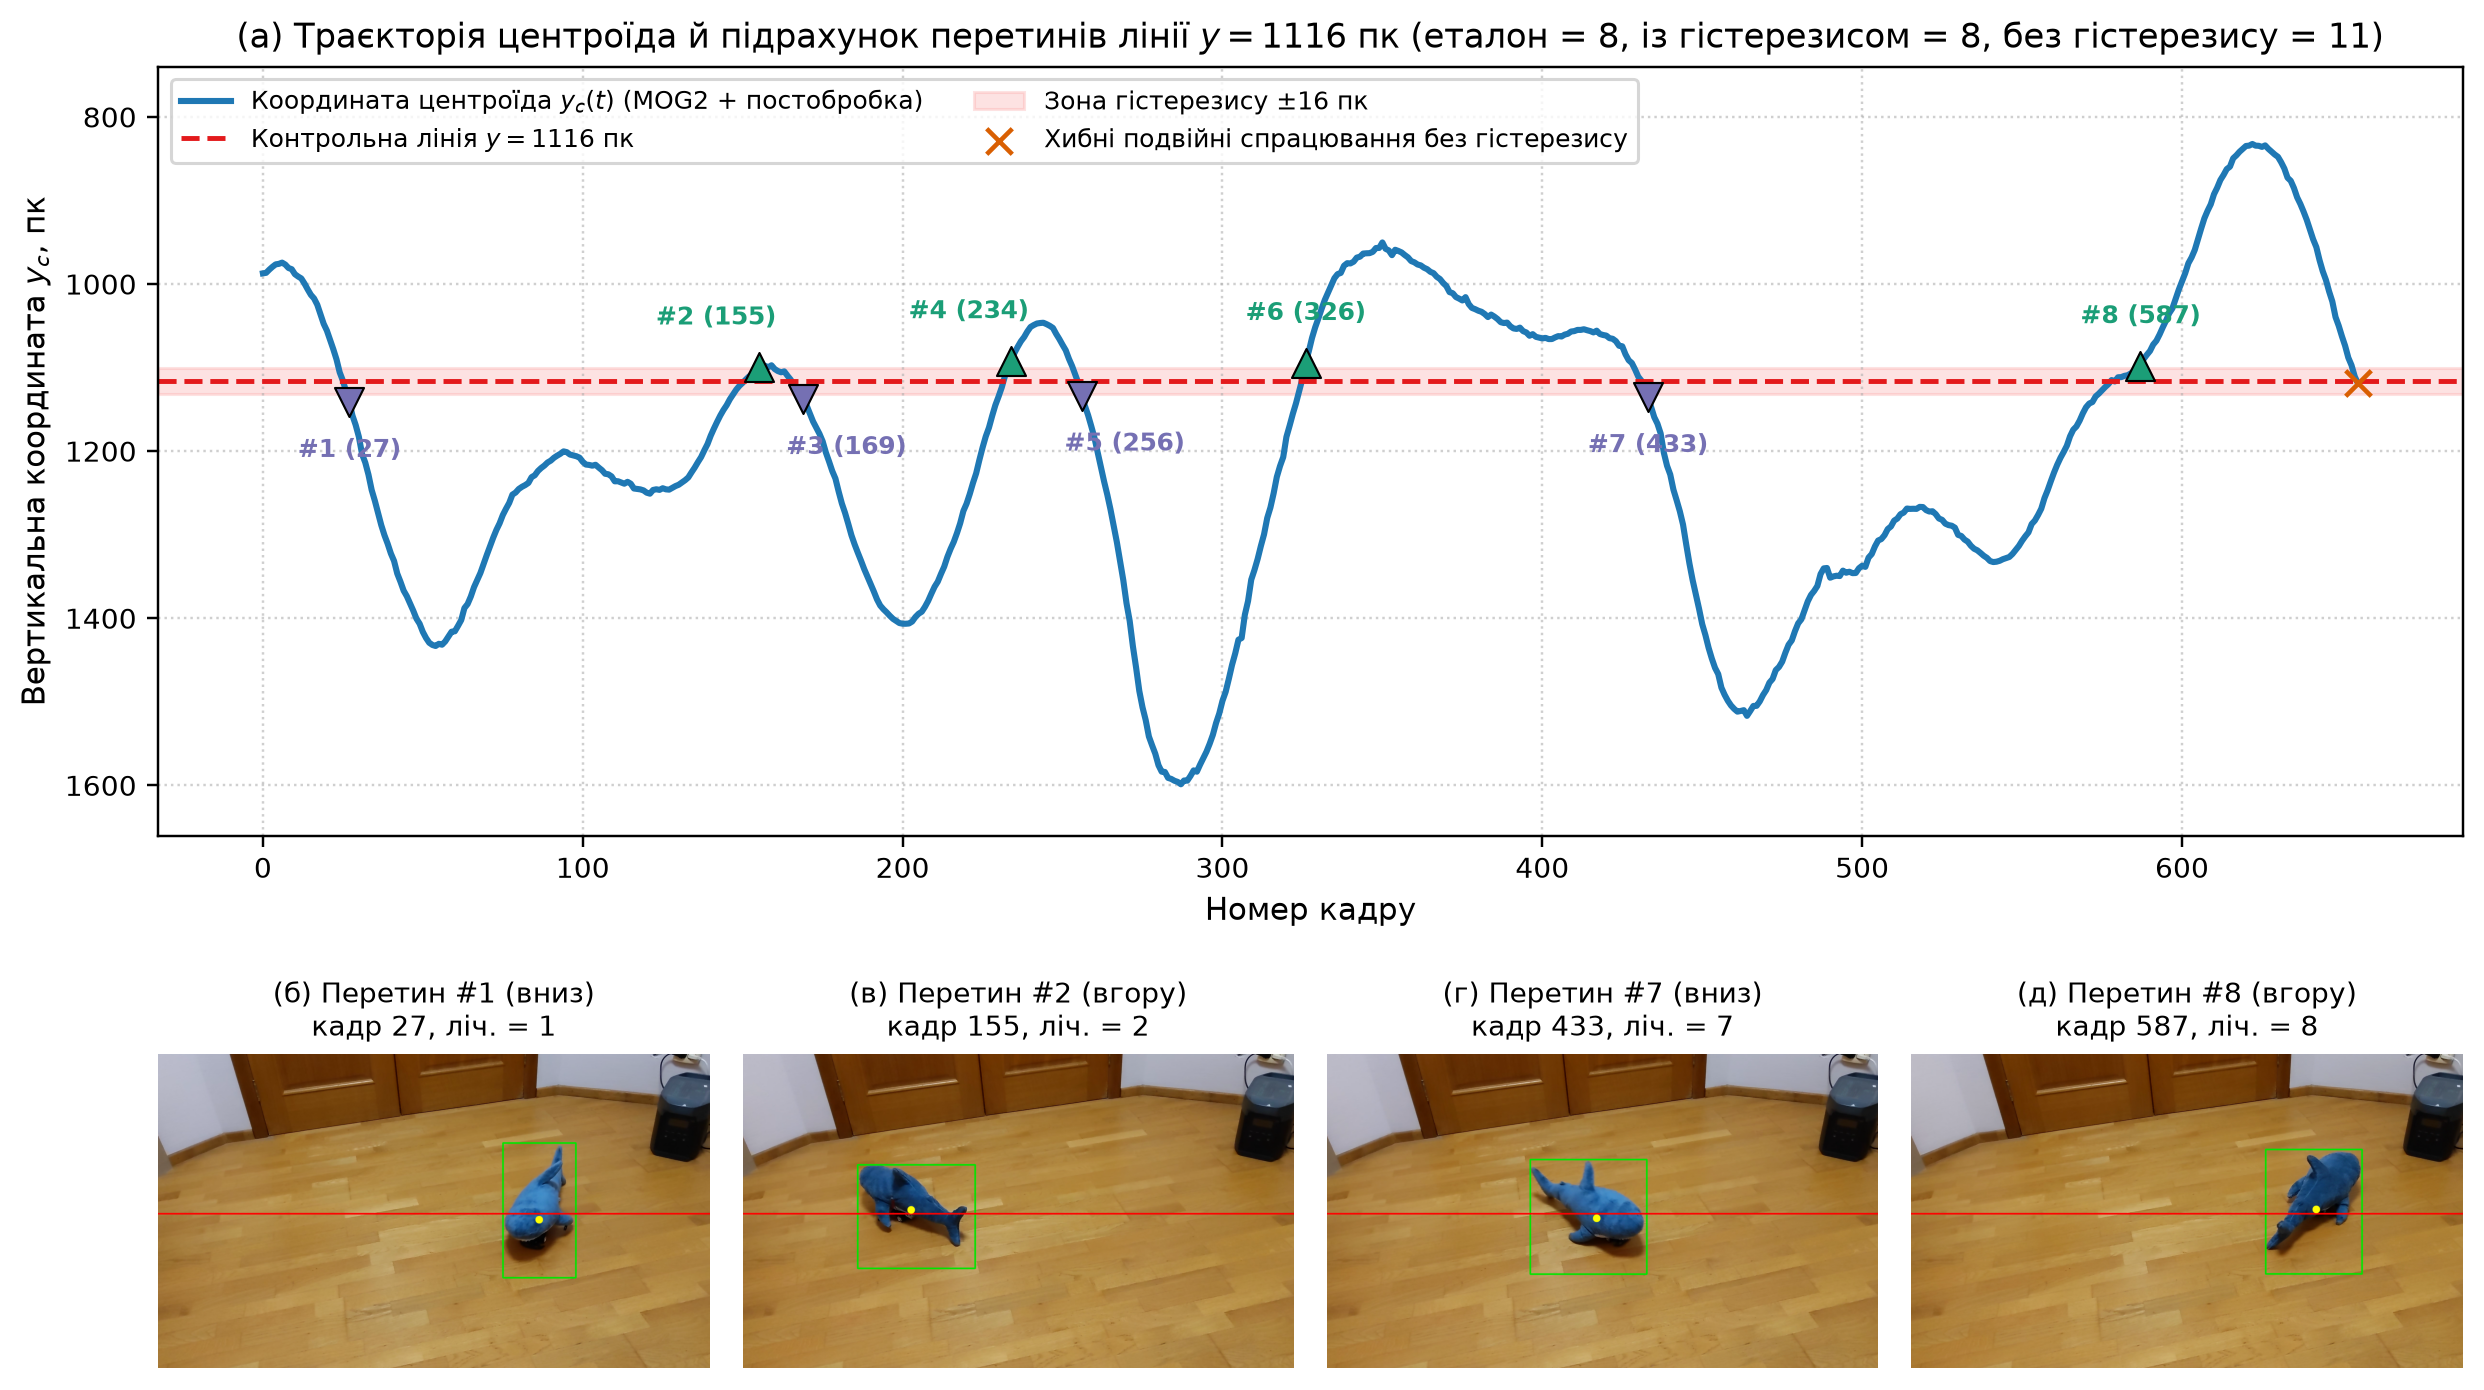 (а) Траєкторія центроїда й підрахунок перетинів лінії y = 1116 пк (еталон = 8, із гістерезисом = 8, без гістерезису = 11)
Координата центроїда y_c(t) (MOG2 + постобробка)
Контрольна лінія y = 1116 пк
Зона гістерезису ±16 пк
Хибні подвійні спрацювання без гістерезису
Вертикальна координата y_c, пк
800
1000
1200
1400
1600
#1 (27)
#2 (155)
#3 (169)
#4 (234)
#5 (256)
#6 (326)
#7 (433)
#8 (587)
0
100
200
300
400
500
600
Номер кадру
(б) Перетин #1 (вниз)
кадр 27, ліч. = 1
(в) Перетин #2 (вгору)
кадр 155, ліч. = 2
(г) Перетин #7 (вниз)
кадр 433, ліч. = 7
(д) Перетин #8 (вгору)
кадр 587, ліч. = 8